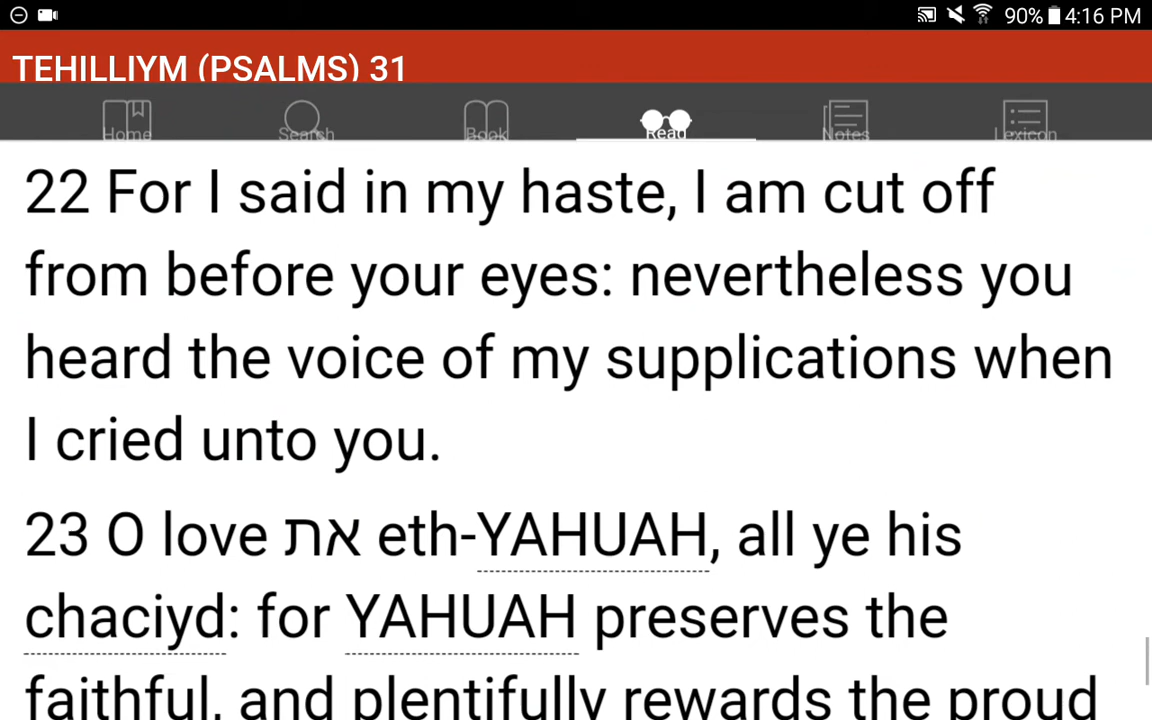 90% 4:16 PM
TEHILLIYM (PSALMS) 31
Home Search Book Read Notes Lexicon
22 For I said in my haste, I am cut off
from before your eyes: nevertheless you
heard the voice of my supplications when
I cried unto you.
23 O love את eth-YAHUAH, all ye his
chaciyd: for YAHUAH preserves the
faithful, and plentifully rewards the proud